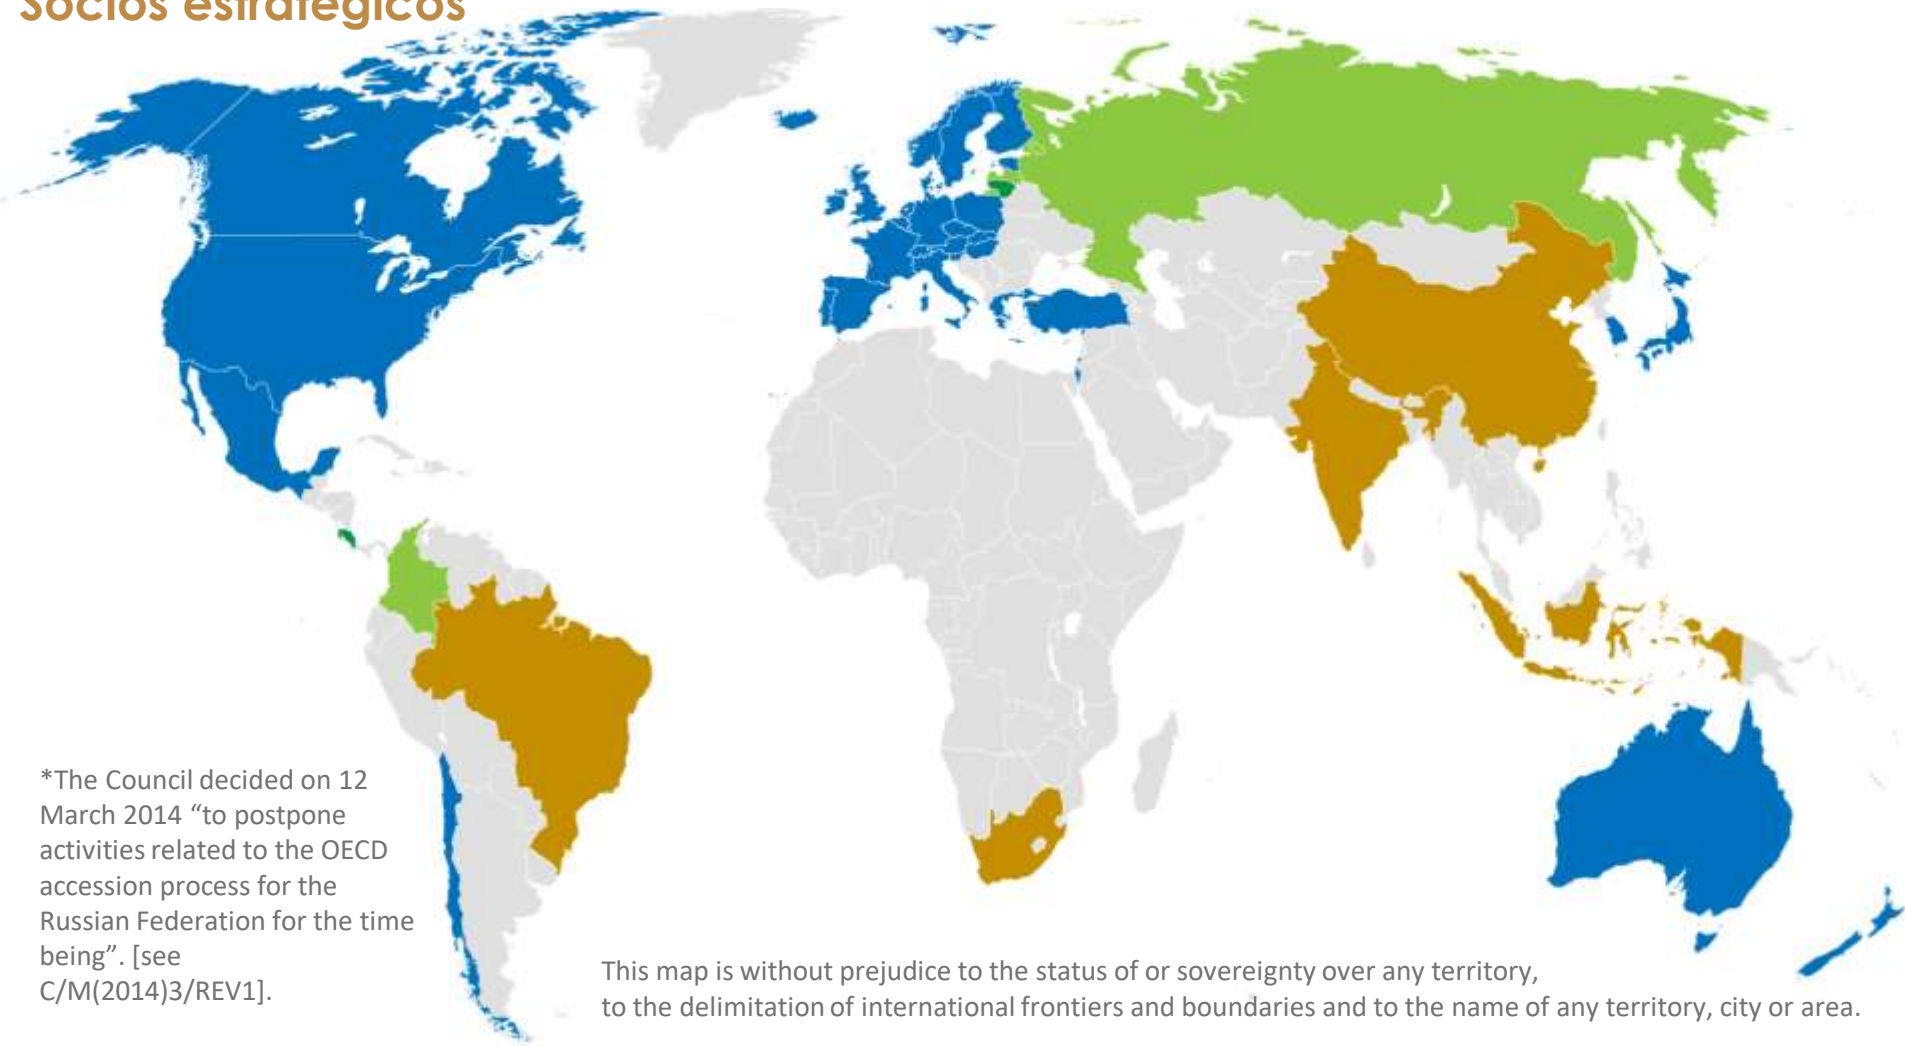 Socios estratégicos
*The Council decided on 12
March 2014 “to postpone
activities related to the OECD
accession process for the
Russian Federation for the time
being”. [see
C/M(2014)3/REV1].
This map is without prejudice to the status of or sovereignty over any territory,
to the delimitation of international frontiers and boundaries and to the name of any territory, city or area.